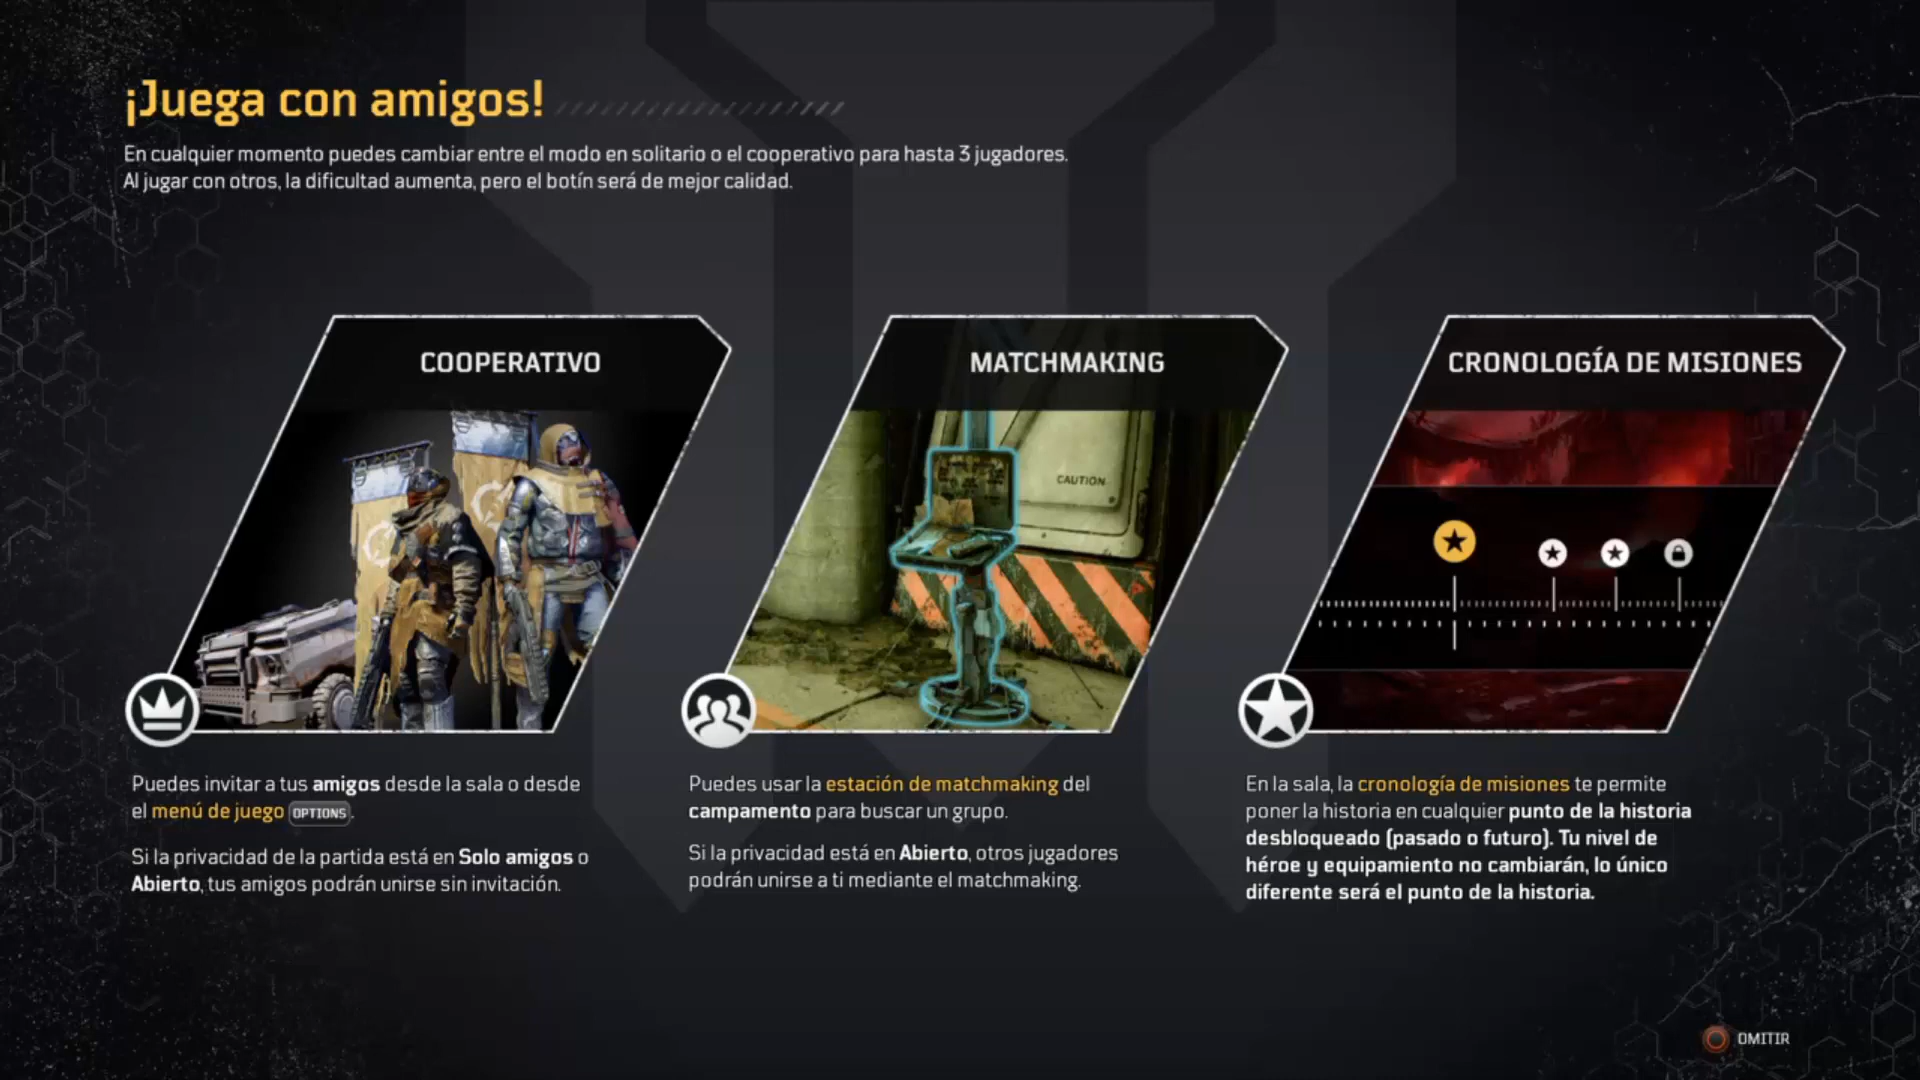 ¡Juega con amigos!
En cualquier momento puedes cambiar entre el modo en solitario o el cooperativo para hasta 3 jugadores.
Al jugar con otros, la dificultad aumenta, pero el botín será de mejor calidad.
COOPERATIVO
Puedes invitar a tus amigos desde la sala o desde
el menú de juego OPTIONS.
Si la privacidad de la partida está en Solo amigos o
Abierto, tus amigos podrán unirse sin invitación.
MATCHMAKING
CAUTION
Puedes usar la estación de matchmaking del
campamento para buscar un grupo.
Si la privacidad está en Abierto, otros jugadores
podrán unirse a ti mediante el matchmaking.
CRONOLOGÍA DE MISIONES
En la sala, la cronología de misiones te permite
poner la historia en cualquier punto de la historia
desbloqueado (pasado o futuro). Tu nivel de
héroe y equipamiento no cambiarán, lo único
diferente será el punto de la historia.
OMITIR